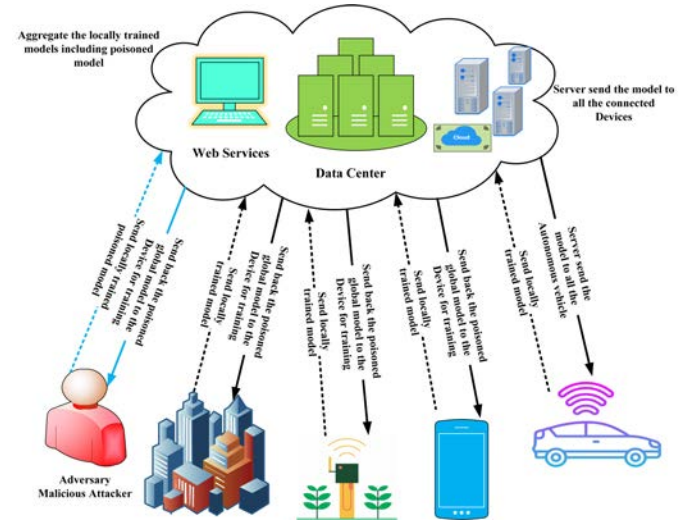 Aggregate the locally trained
models including poisoned
model
Server send the model to
all the connected
Devices
Web Services
Data Center
Cloud
Send locally trained
poisoned model
Send back the poisoned
global model to the
Device for training
Send locally
trained model
Send back the poisoned
global model to the
Device for training
Send locally
trained model
Send back the poisoned
global model to the
Device for training
Send locally
trained model
Send back the poisoned
global model to the
Device for training
Send locally
trained model
Server send the
model to all the
Autonomous vehicle
Adversary
Malicious Attacker